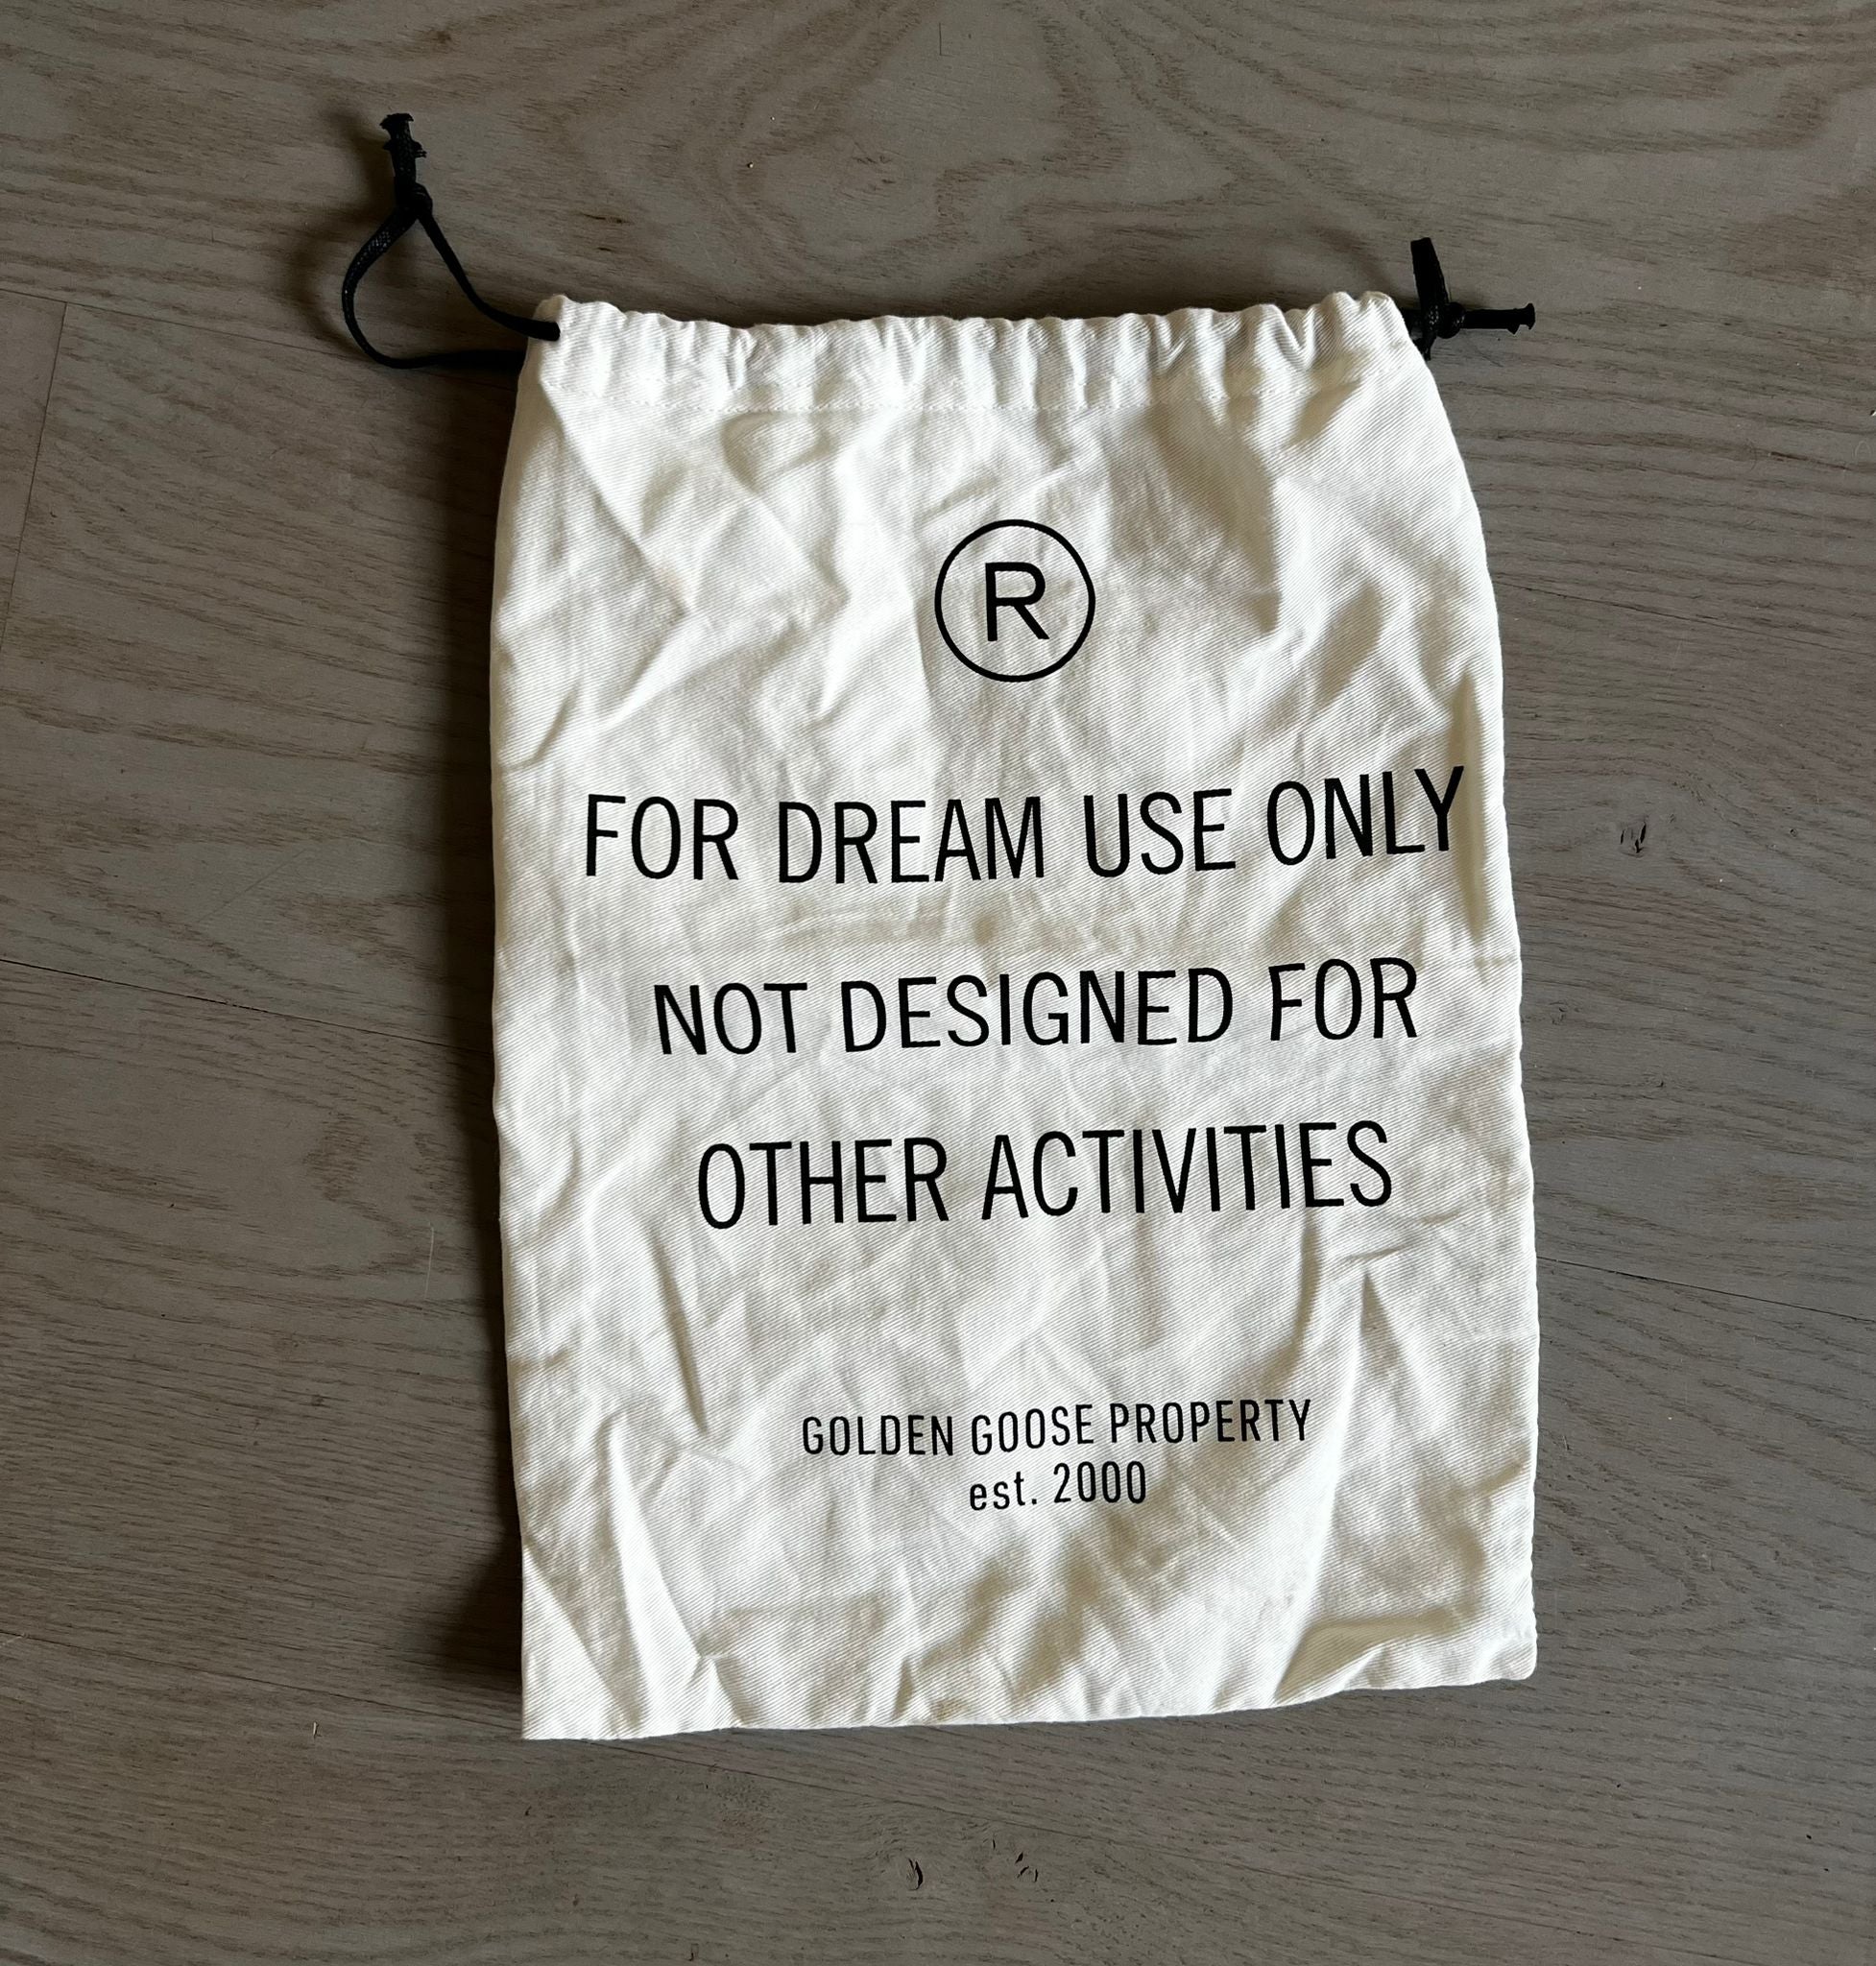 ®
FOR DREAM USE ONLY
NOT DESIGNED FOR
OTHER ACTIVITIES
GOLDEN GOOSE PROPERTY
est. 2000